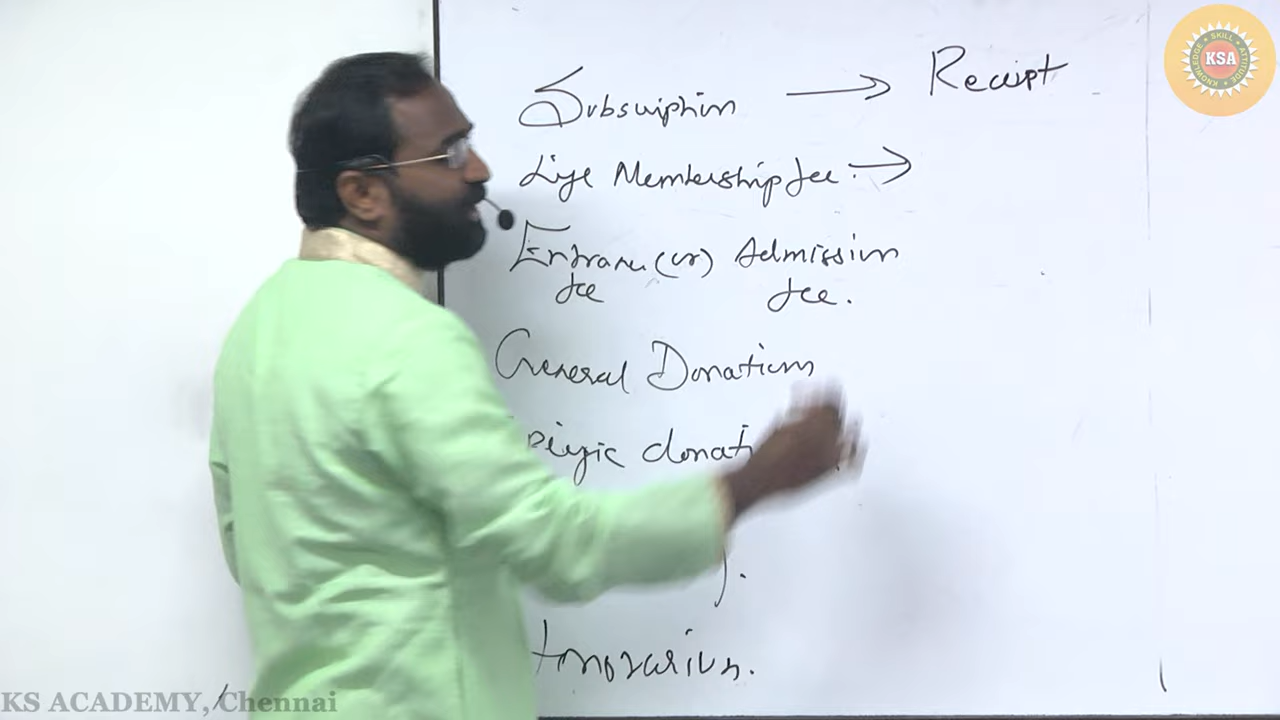 Subscription → Receipt
Life Membership fee. →
Entrance (or) Admission
fee fee.
General Donations
donati
Honorarium.
KSA
KNOWLEDGE • SKILL • ATTITUDE
KS ACADEMY, Chennai